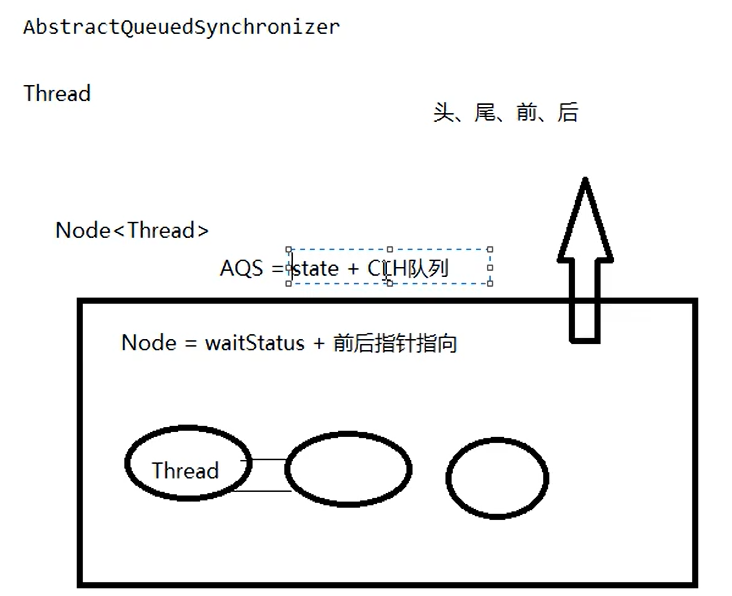 AbstractQueuedSynchronizer
Thread
头、尾、前、后
Node<Thread>
AQS = state + CLH队列
Node = waitStatus + 前后指针指向
Thread